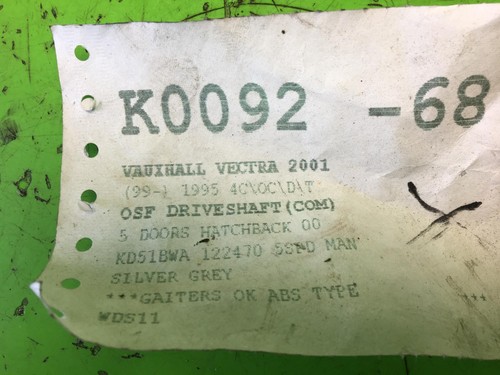 K0092 -68
VAUXHALL VECTRA 2001
(99-) 1995 4C\OC\D\T
OSF DRIVESHAFT(COM)
5 DOORS HATCHBACK 00
KD51BWA 122470 5SPD MAN
SILVER GREY
***GAITERS OK ABS TYPE
WDS11